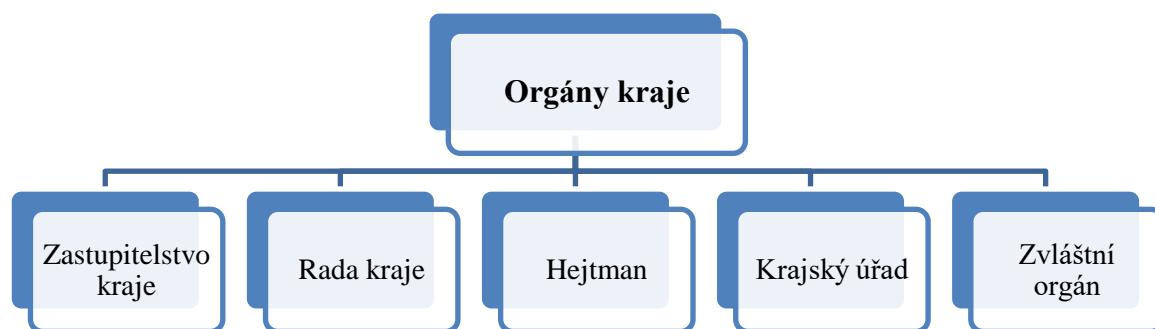 Orgány kraje
Zastupitelstvo
kraje
Rada kraje
Hejtman
Krajský úřad
Zvláštní
orgán